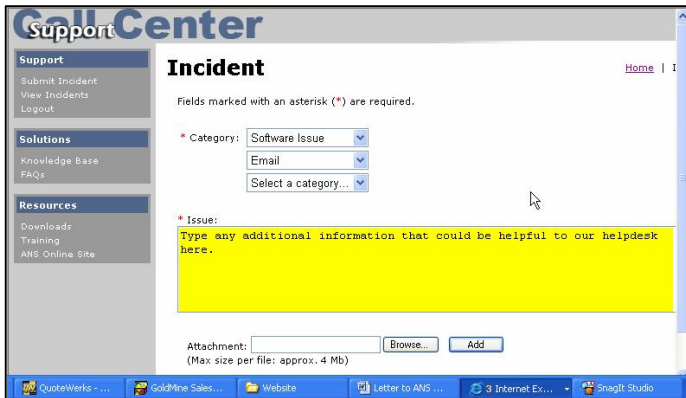 Call Center
Support
Support
Submit Incident
View Incidents
Logout
Solutions
Knowledge Base
FAQs
Resources
Downloads
Training
ANS Online Site
Incident
Home | I
Fields marked with an asterisk (*) are required.
* Category: Software Issue
Email
Select a category...
* Issue:
Type any additional information that could be helpful to our helpdesk
here.
Attachment: Browse... Add
(Max size per file: approx. 4 Mb)
QuoteWerks - ... GoldMine Sales... Website Letter to ANS ... 3 Internet Ex... SnagIt Studio